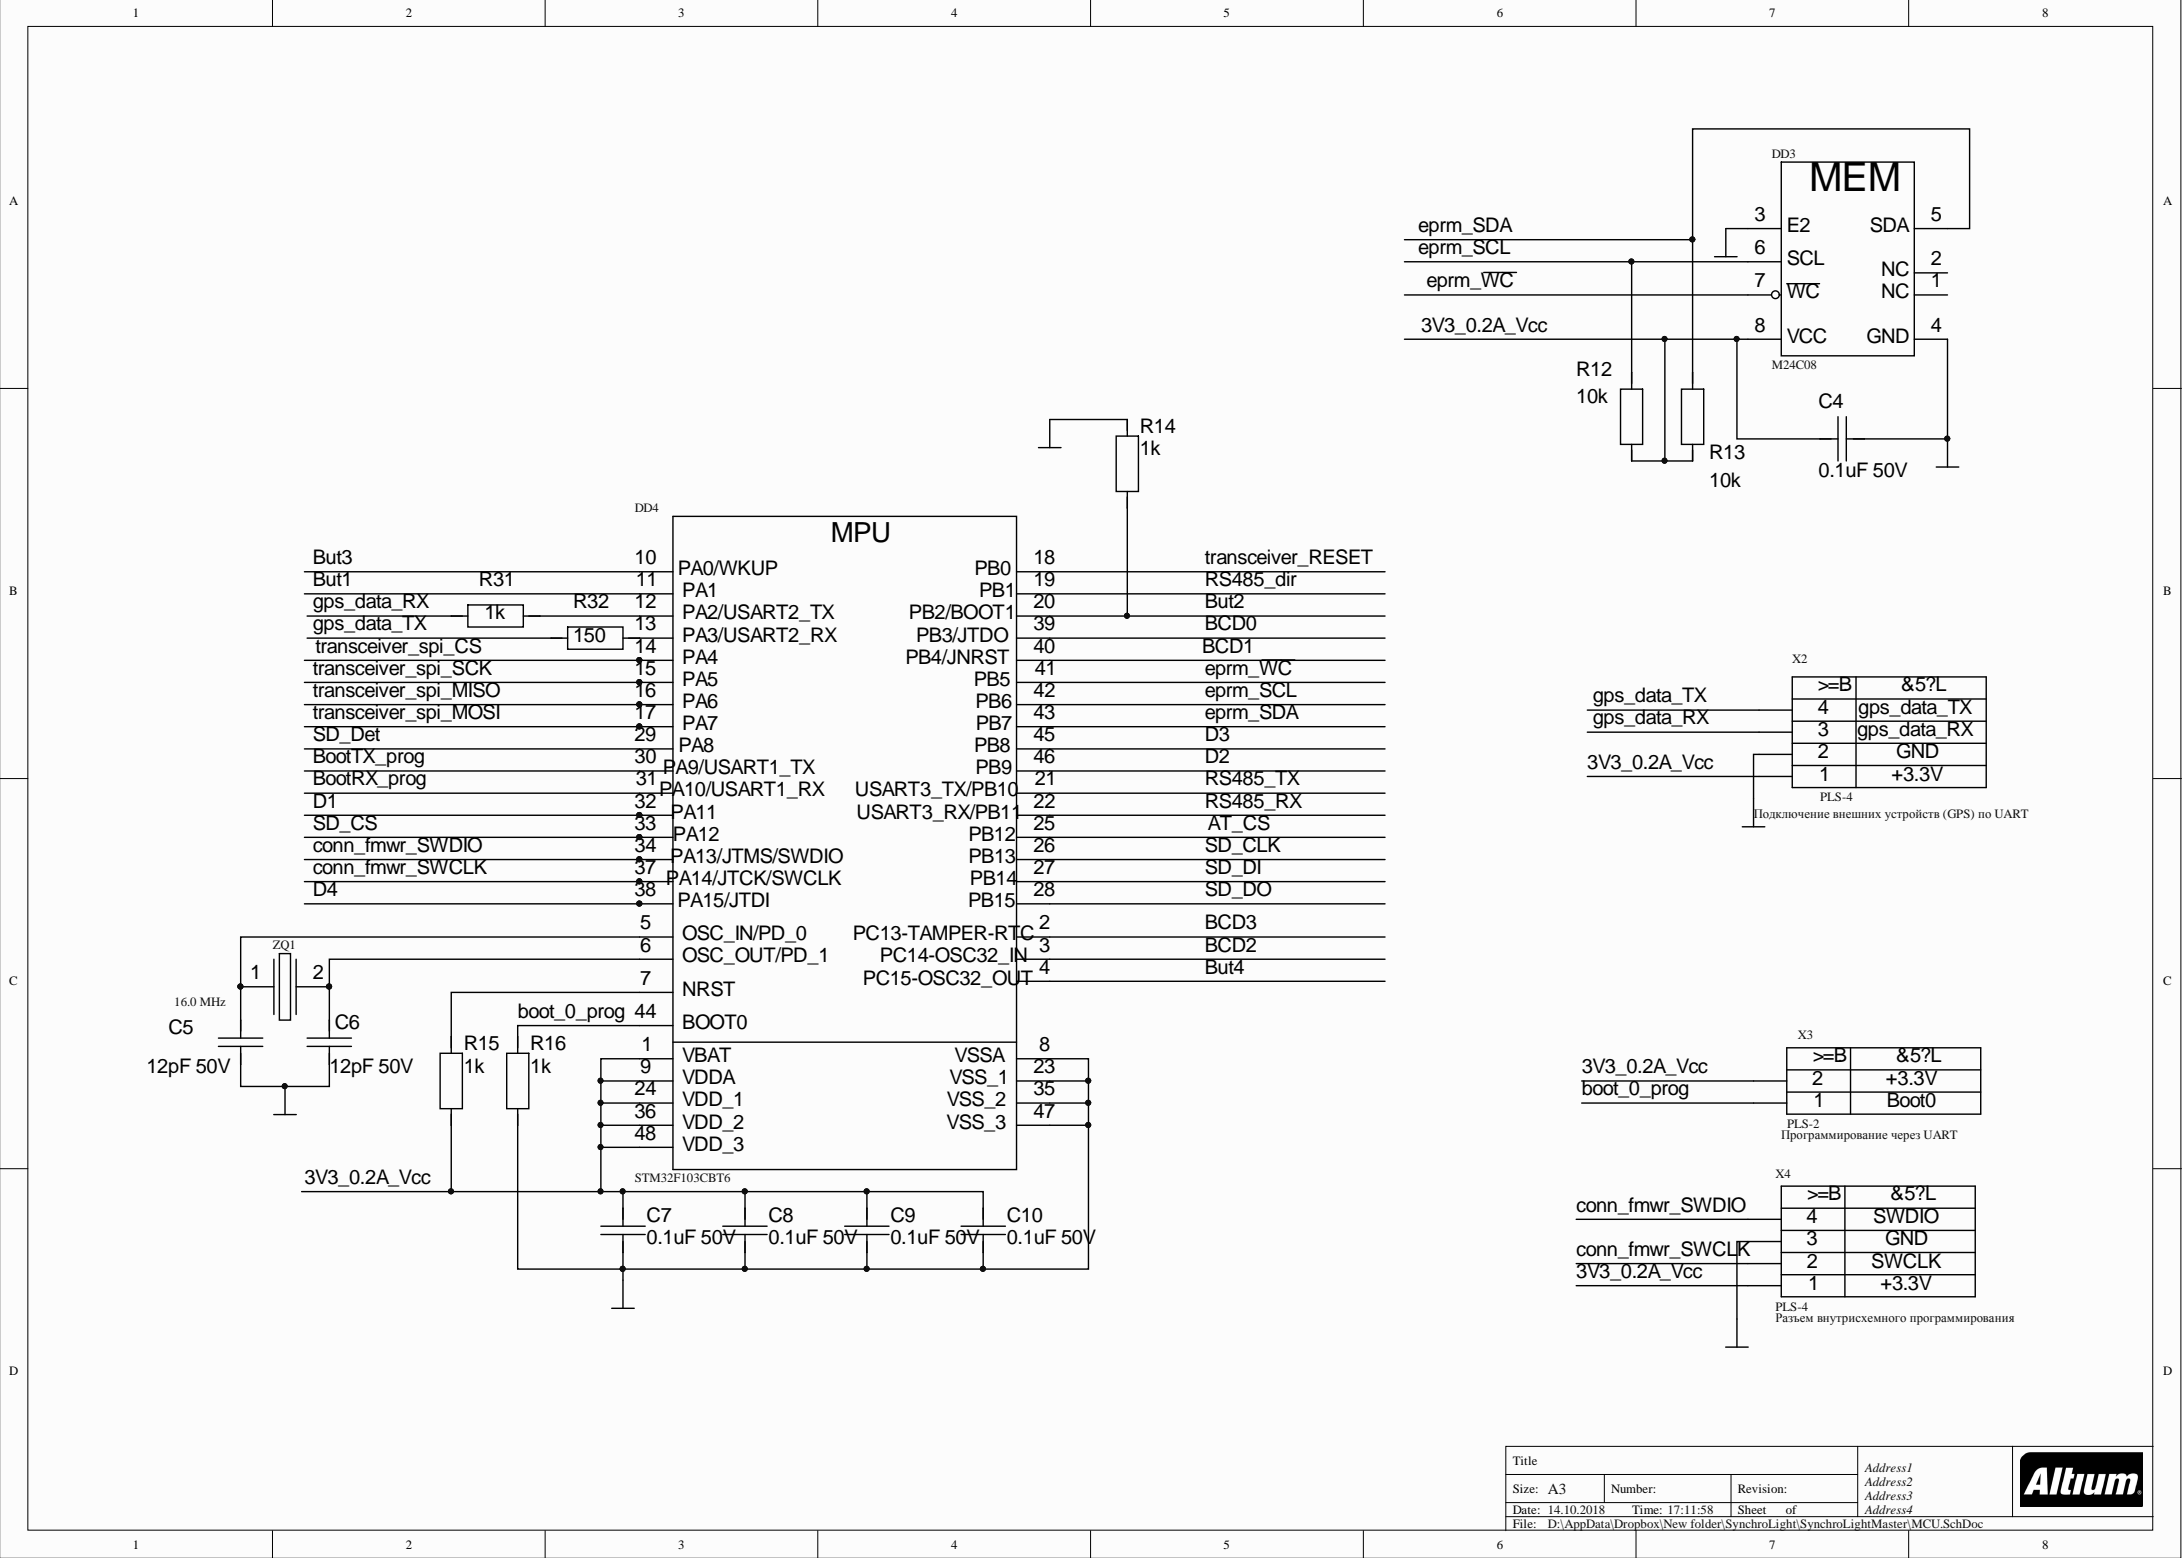 1 2 3 4 5 6 7 8
A A
B B
C C
D D
DD3
MEM
3 E2 SDA 5
6 SCL NC 2
7 WC NC 1
8 VCC GND 4
M24C08
eprm_SDA
eprm_SCL
eprm_WC
3V3_0.2A_Vcc
R12
10k
R13
10k
C4
0.1uF 50V
R14
1k
DD4
MPU
But3 10 PA0/WKUP PB0 18 transceiver_RESET
But1 R31 11 PA1 PB1 19 RS485_dir
gps_data_RX 1k R32 12 PA2/USART2_TX PB2/BOOT1 20 But2
gps_data_TX 150 13 PA3/USART2_RX PB3/JTDO 39 BCD0
transceiver_spi_CS 14 PA4 PB4/JNRST 40 BCD1
transceiver_spi_SCK 15 PA5 PB5 41 eprm_WC
transceiver_spi_MISO 16 PA6 PB6 42 eprm_SCL
transceiver_spi_MOSI 17 PA7 PB7 43 eprm_SDA
SD_Det 29 PA8 PB8 45 D3
BootTX_prog 30 PA9/USART1_TX PB9 46 D2
BootRX_prog 31 PA10/USART1_RX USART3_TX/PB10 21 RS485_TX
D1 32 PA11 USART3_RX/PB11 22 RS485_RX
SD_CS 33 PA12 PB12 25 AT_CS
conn_fmwr_SWDIO 34 PA13/JTMS/SWDIO PB13 26 SD_CLK
conn_fmwr_SWCLK 37 PA14/JTCK/SWCLK PB14 27 SD_DI
D4 38 PA15/JTDI PB15 28 SD_DO
5 OSC_IN/PD_0 PC13-TAMPER-RTC 2 BCD3
6 OSC_OUT/PD_1 PC14-OSC32_IN 3 BCD2
7 NRST PC15-OSC32_OUT 4 But4
boot_0_prog 44 BOOT0
1 VBAT VSSA 8
9 VDDA VSS_1 23
24 VDD_1 VSS_2 35
36 VDD_2 VSS_3 47
48 VDD_3
STM32F103CBT6
ZQ1
1 2
16.0 MHz
C5
12pF 50V
C6
12pF 50V
R15
1k
R16
1k
3V3_0.2A_Vcc
C7
0.1uF 50V
C8
0.1uF 50V
C9
0.1uF 50V
C10
0.1uF 50V
X2
>=B &5?L
gps_data_TX 4 gps_data_TX
gps_data_RX 3 gps_data_RX
2 GND
3V3_0.2A_Vcc 1 +3.3V
PLS-4
Подключение внешних устройств (GPS) по UART
X3
>=B &5?L
3V3_0.2A_Vcc 2 +3.3V
boot_0_prog 1 Boot0
PLS-2
Программирование через UART
X4
>=B &5?L
conn_fmwr_SWDIO 4 SWDIO
3 GND
conn_fmwr_SWCLK 2 SWCLK
3V3_0.2A_Vcc 1 +3.3V
PLS-4
Разъем внутрисхемного программирования
Title
Size: A3 Number: Revision:
Date: 14.10.2018 Time: 17:11:58 Sheet of
File: D:\AppData\Dropbox\New folder\SynchroLight\SynchroLightMaster\MCU.SchDoc
Address1
Address2
Address3
Address4
Altium
1 2 3 4 5 6 7 8